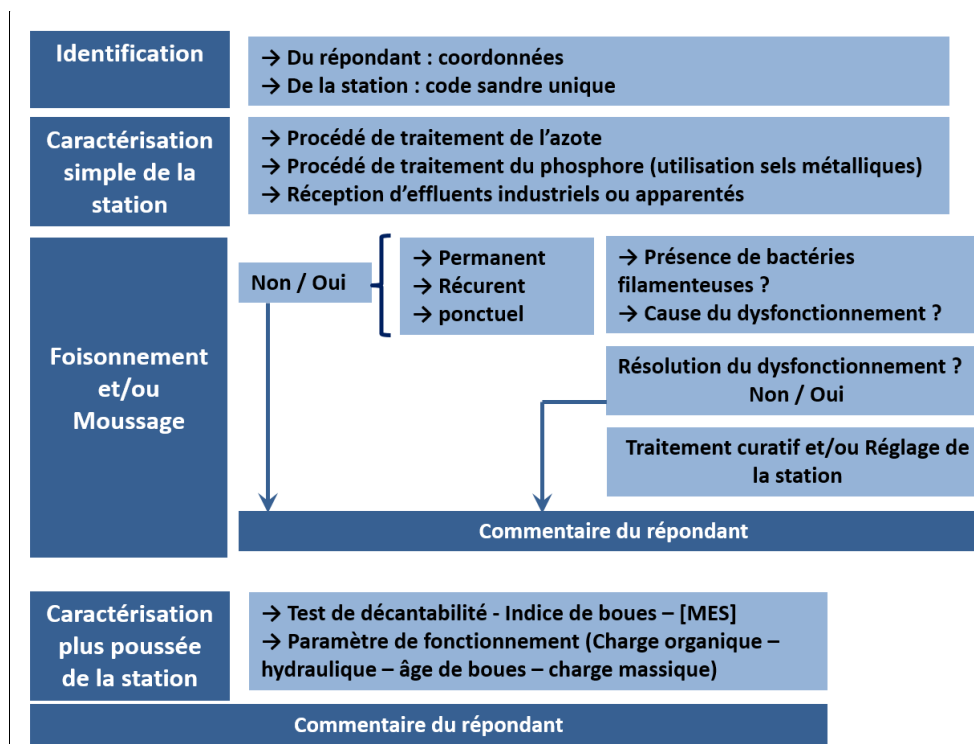 Identification
→ Du répondant : coordonnées
→ De la station : code sandre unique
Caractérisation
simple de la
station
→ Procédé de traitement de l'azote
→ Procédé de traitement du phosphore (utilisation sels métalliques)
→ Réception d'effluents industriels ou apparentés
Foisonnement
et/ou
Moussage
Non / Oui
→ Permanent
→ Récurent
→ ponctuel
→ Présence de bactéries
filamenteuses ?
→ Cause du dysfonctionnement ?
Résolution du dysfonctionnement ?
Non / Oui
Traitement curatif et/ou Réglage de
la station
Commentaire du répondant
Caractérisation
plus poussée
de la station
→ Test de décantabilité - Indice de boues – [MES]
→ Paramètre de fonctionnement (Charge organique –
hydraulique – âge de boues – charge massique)
Commentaire du répondant